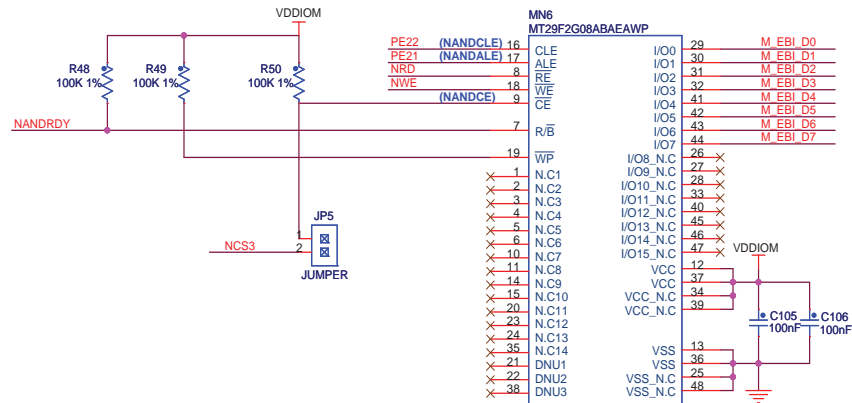 VDDIOM
MN6
MT29F2G08ABAEAWP
R48
100K 1%
R49
100K 1%
R50
100K 1%
PE22 (NANDCLE) 16 CLE
PE21 (NANDALE) 17 ALE
NRD 8 RE
NWE 18 WE
(NANDCE) 9 CE
NANDRDY 7 R/B
19 WP
1 N.C1
2 N.C2
3 N.C3
4 N.C4
5 N.C5
6 N.C6
10 N.C7
11 N.C8
14 N.C9
15 N.C10
20 N.C11
23 N.C12
24 N.C13
35 N.C14
21 DNU1
22 DNU2
38 DNU3
JP5
1
NCS3 2
JUMPER
I/O0 29 M_EBI_D0
I/O1 30 M_EBI_D1
I/O2 31 M_EBI_D2
I/O3 32 M_EBI_D3
I/O4 41 M_EBI_D4
I/O5 42 M_EBI_D5
I/O6 43 M_EBI_D6
I/O7 44 M_EBI_D7
I/O8_N.C 26
I/O9_N.C 27
I/O10_N.C 28
I/O11_N.C 33
I/O12_N.C 40
I/O13_N.C 45
I/O14_N.C 46
I/O15_N.C 47
VDDIOM
VCC 12
VCC 37
VCC_N.C 34
VCC_N.C 39
C105
100nF
C106
100nF
VSS 13
VSS 36
VSS_N.C 25
VSS_N.C 48